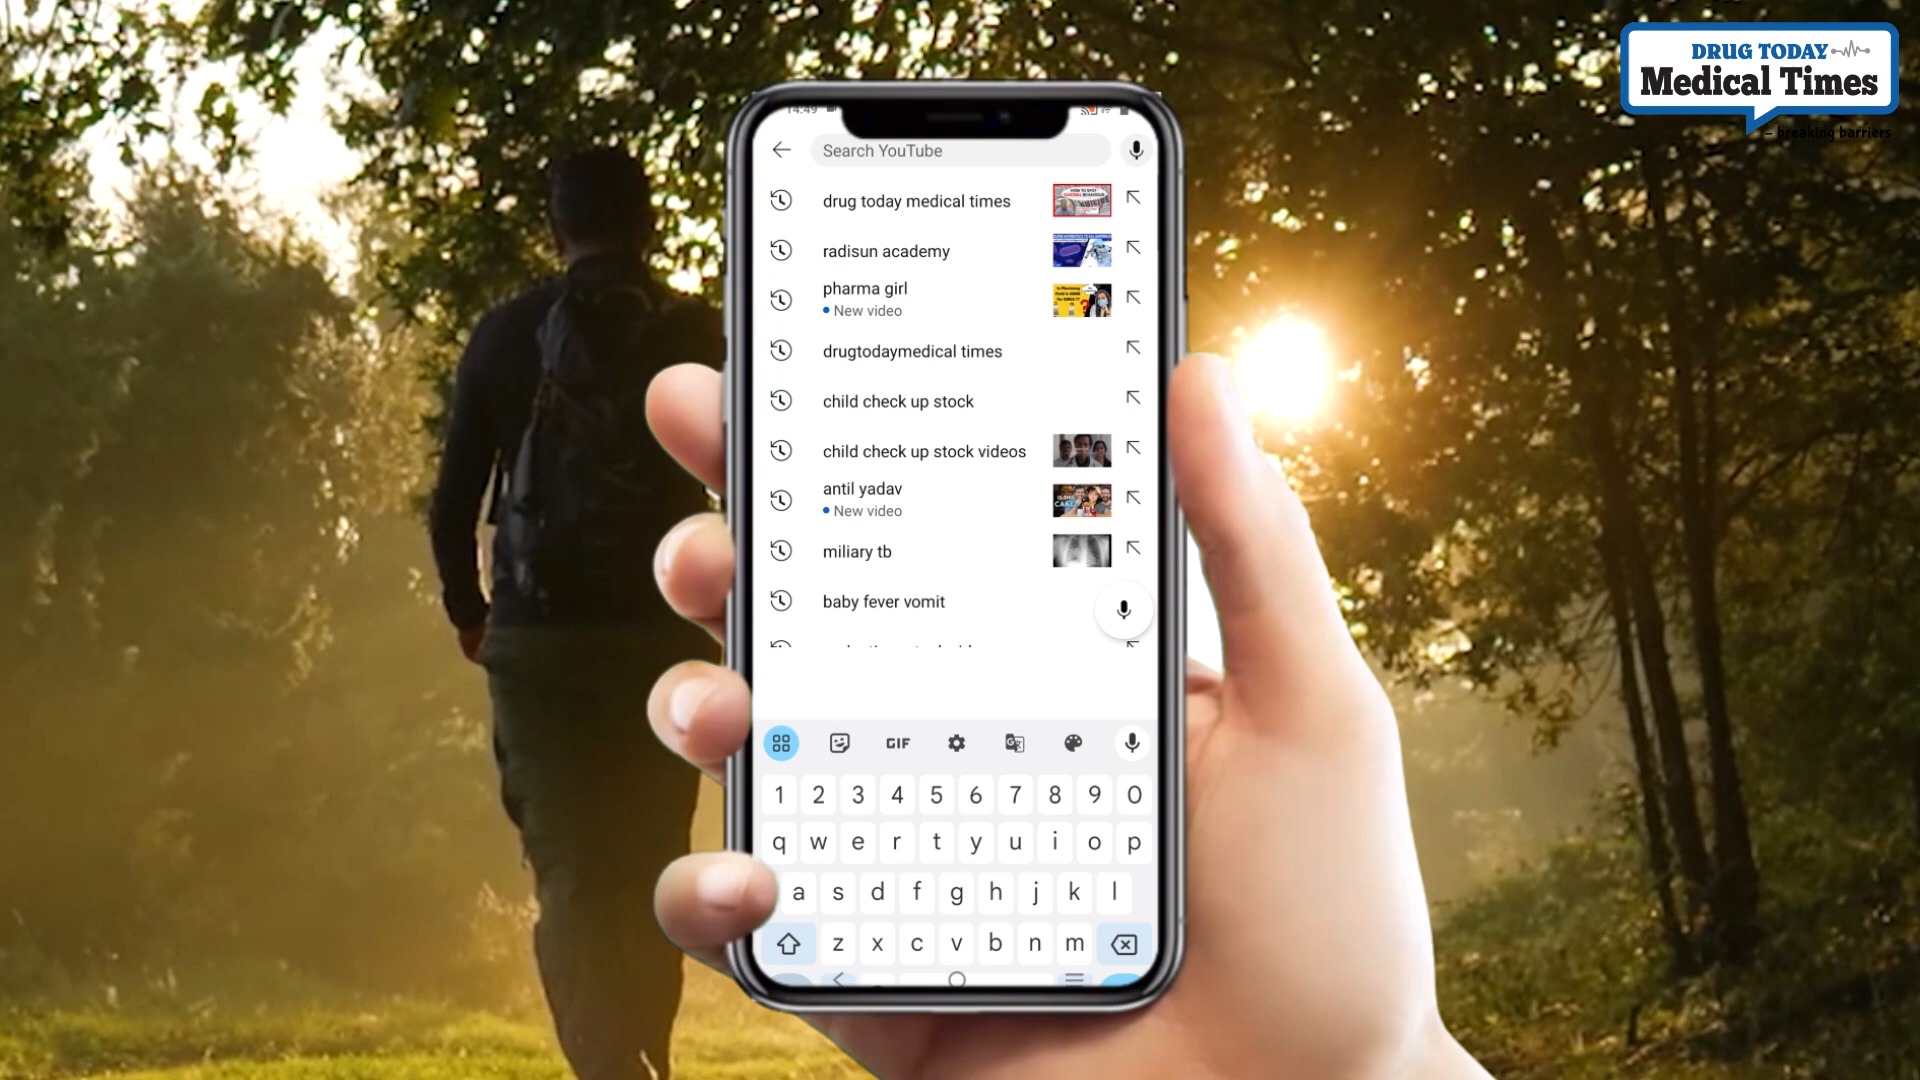 DRUG TODAY
Medical Times
– breaking barriers
14:49
Search YouTube
drug today medical times
radisun academy
pharma girl
New video
drugtodaymedical times
child check up stock
child check up stock videos
antil yadav
New video
miliary tb
baby fever vomit
GIF
1 2 3 4 5 6 7 8 9 0
q w e r t y u i o p
a s d f g h j k l
z x c v b n m